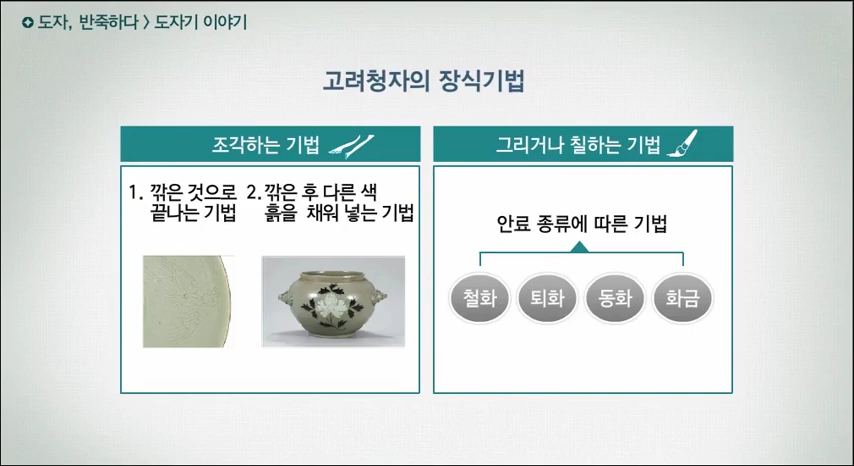 도자, 반죽하다 > 도자기 이야기
고려청자의 장식기법
조각하는 기법
1. 깎은 것으로
끝나는 기법
2. 깎은 후 다른 색
흙을 채워 넣는 기법
그리거나 칠하는 기법
안료 종류에 따른 기법
철화 퇴화 동화 화금